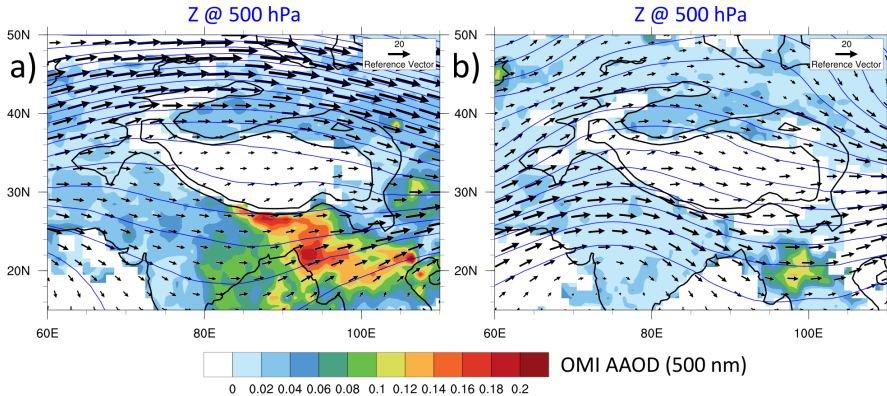 Z @ 500 hPa
Z @ 500 hPa
a)
b)
20
Reference Vector
20
Reference Vector
50N
40N
30N
20N
50N
40N
30N
20N
60E 80E 100E
60E 80E 100E
0 0.02 0.04 0.06 0.08 0.1 0.12 0.14 0.16 0.18 0.2
OMI AAOD (500 nm)